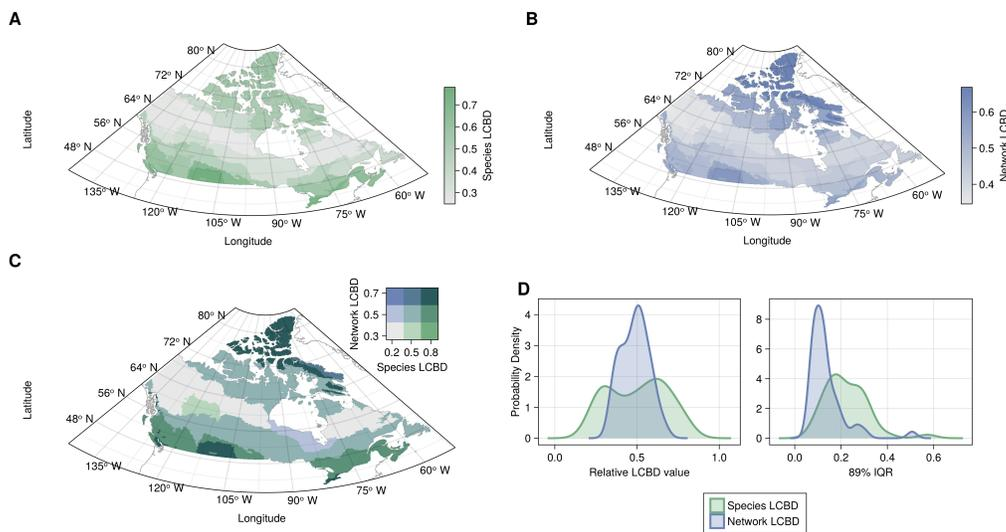 A
80° N
72° N
64° N
56° N
48° N
Latitude
135° W
120° W
105° W
90° W
75° W
60° W
Longitude
0.7
0.6
0.5
0.4
0.3
Species LCBD
B
80° N
72° N
64° N
56° N
48° N
Latitude
135° W
120° W
105° W
90° W
75° W
60° W
Longitude
0.6
0.5
0.4
Network LCBD
C
80° N
72° N
64° N
56° N
48° N
Latitude
135° W
120° W
105° W
90° W
75° W
60° W
Longitude
Network LCBD
0.7
0.5
0.3
0.2 0.5 0.8
Species LCBD
D
Probability Density
4
3
2
1
0
0.0 0.5 1.0
Relative LCBD value
8
6
4
2
0
0.0 0.2 0.4 0.6
89% IQR
Species LCBD
Network LCBD